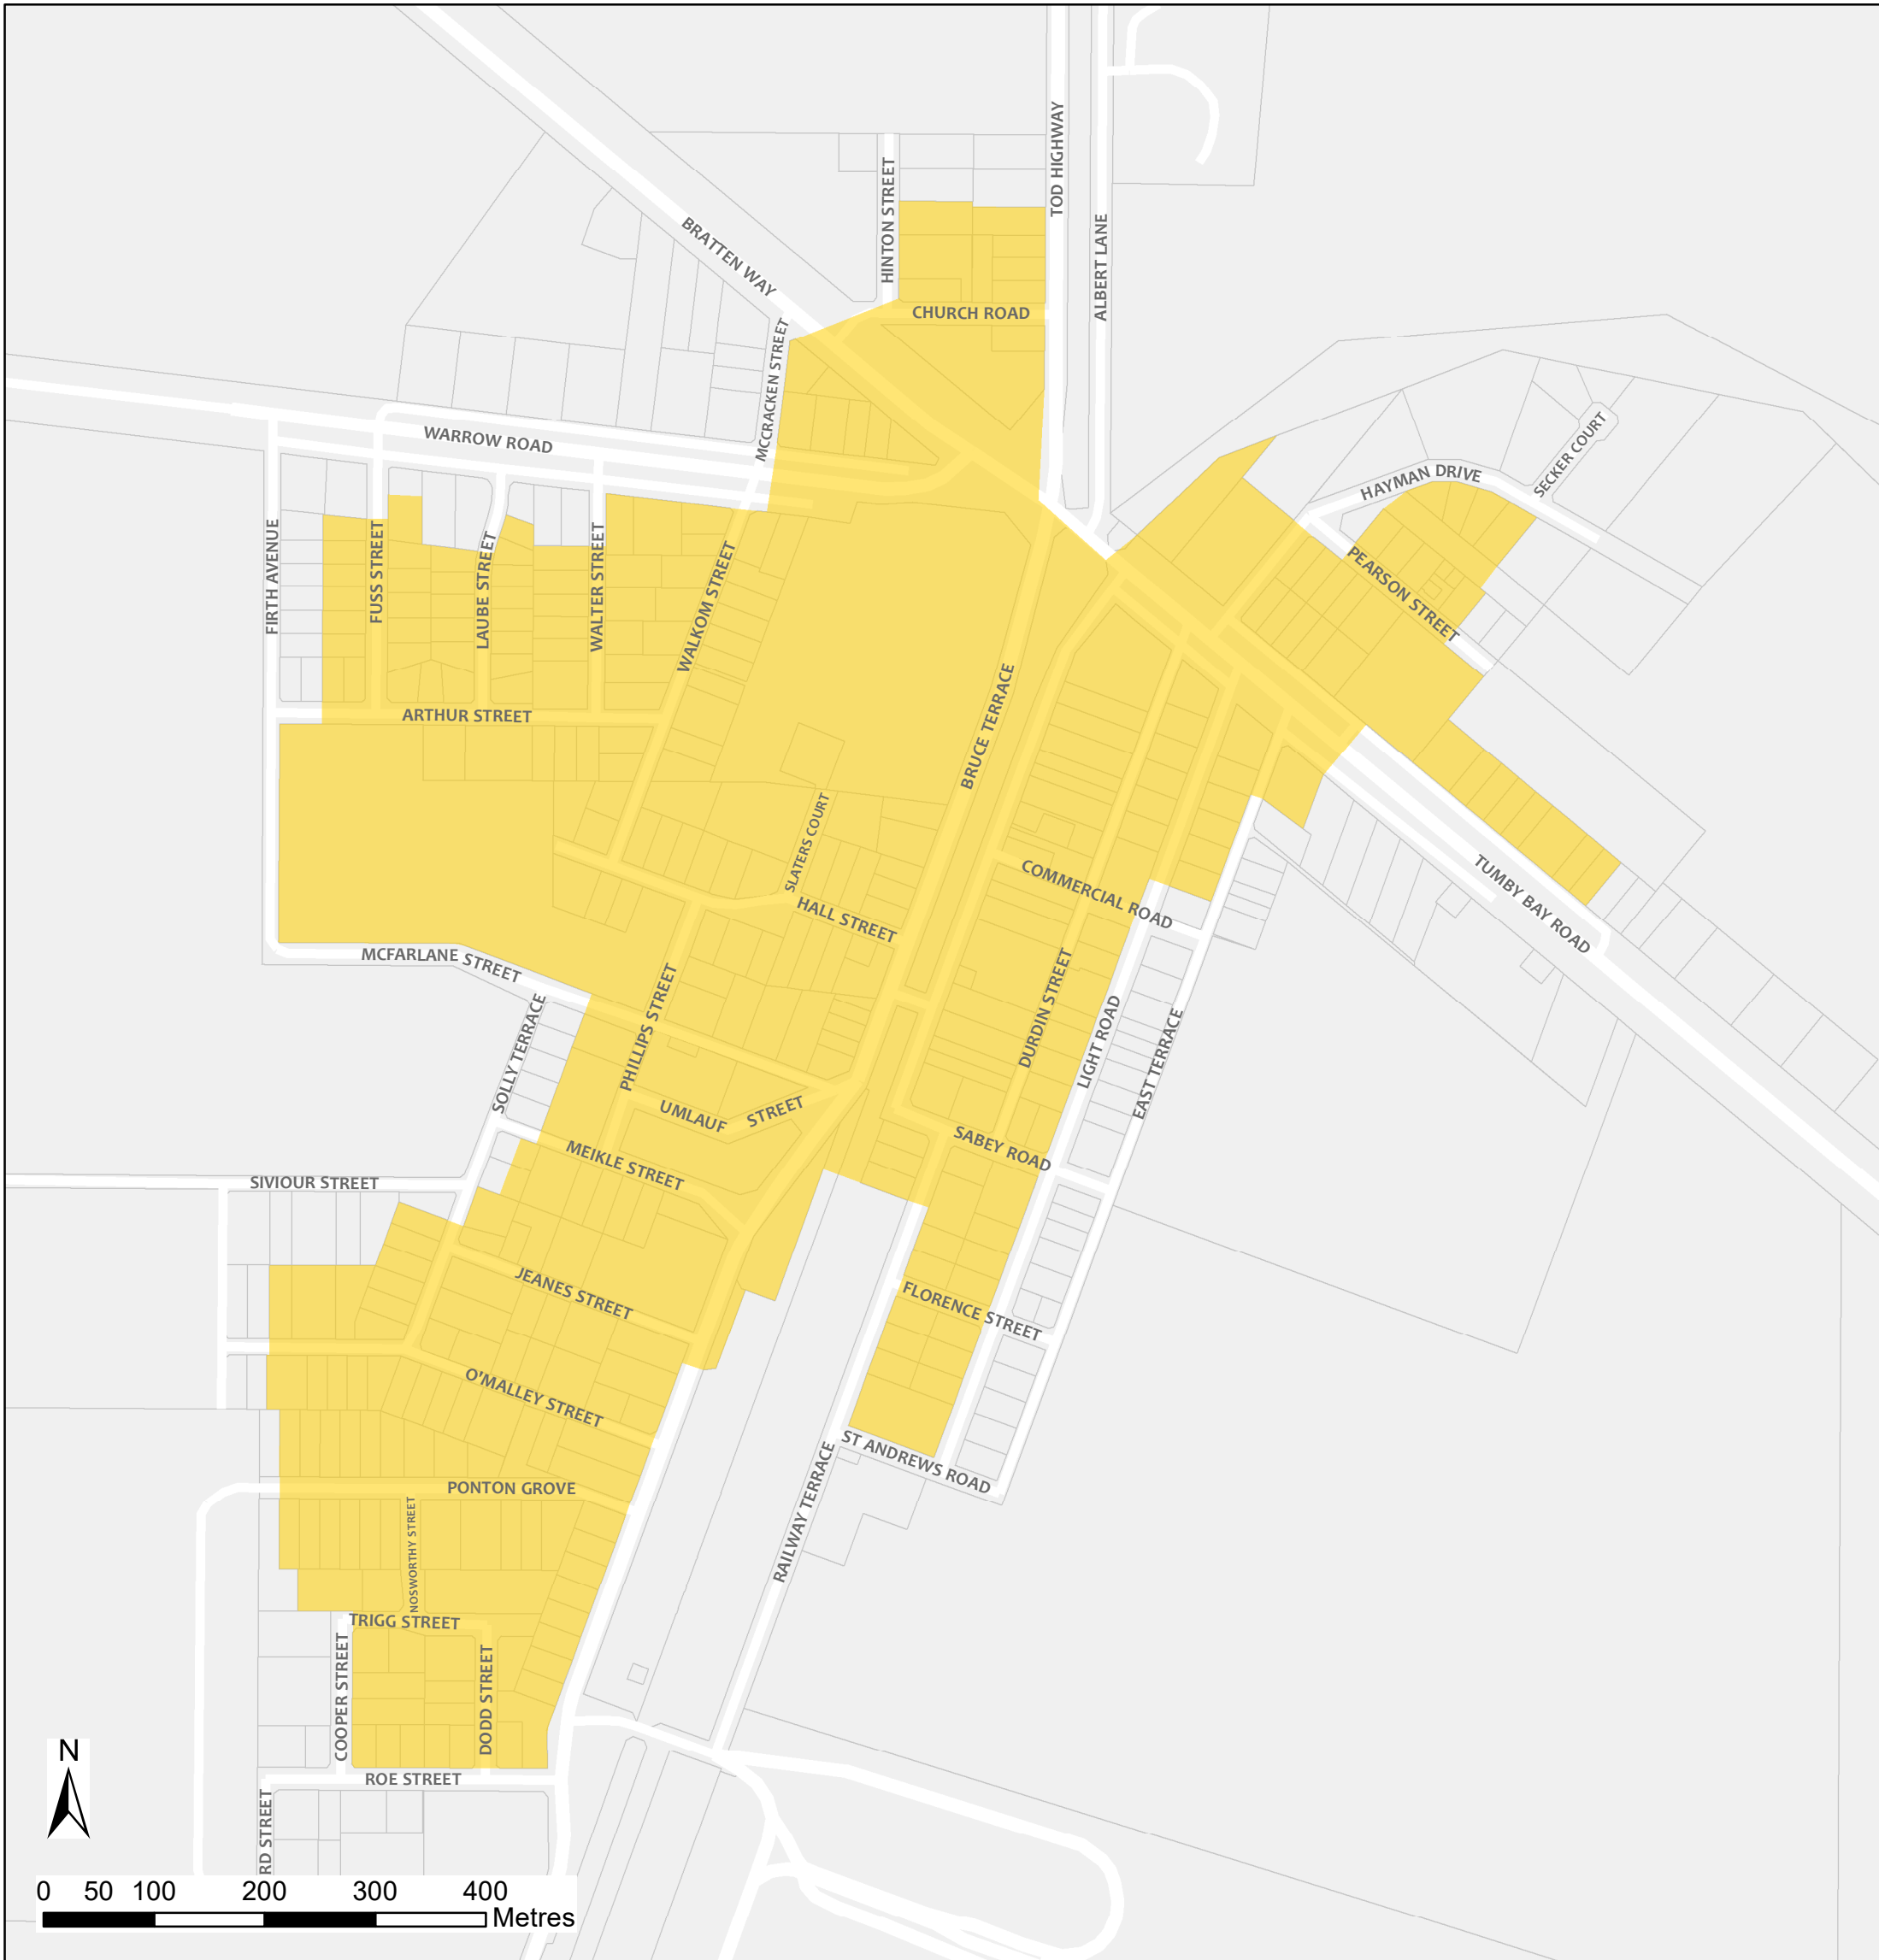 TOD HIGHWAY
HINTON STREET
ALBERT LANE
BRATTEN WAY
CHURCH ROAD
MCCRACKEN STREET
WARROW ROAD
SECKER COURT
HAYMAN DRIVE
FIRTH AVENUE
FUSS STREET
LAUBE STREET
WALTER STREET
WALKOM STREET
PEARSON STREET
BRUCE TERRACE
ARTHUR STREET
SLATERS COURT
COMMERCIAL ROAD
TUMBY BAY ROAD
HALL STREET
MCFARLANE STREET
PHILLIPS STREET
DURDIN STREET
LIGHT ROAD
EAST TERRACE
SOLLY TERRACE
UMLAUF STREET
SABEY ROAD
MEIKLE STREET
SIVIOUR STREET
JEANES STREET
FLORENCE STREET
O'MALLEY STREET
ST ANDREWS ROAD
RAILWAY TERRACE
PONTON GROVE
NOSWORTHY STREET
TRIGG STREET
COOPER STREET
DODD STREET
ROE STREET
RD STREET
N
0 50 100 200 300 400
Metres